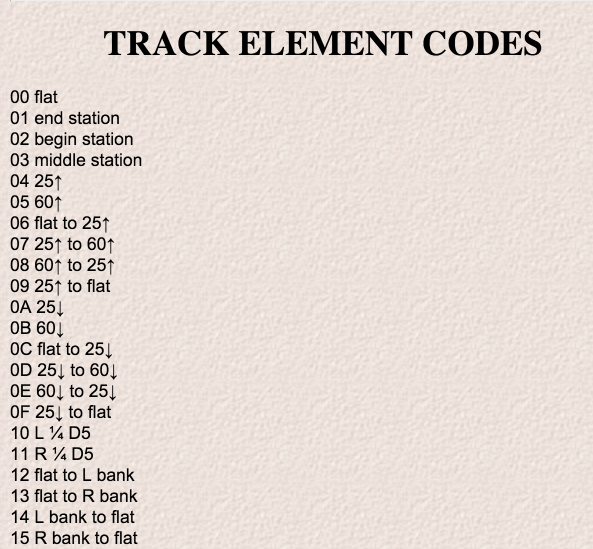 TRACK ELEMENT CODES
00 flat
01 end station
02 begin station
03 middle station
04 25↑
05 60↑
06 flat to 25↑
07 25↑ to 60↑
08 60↑ to 25↑
09 25↑ to flat
0A 25↓
0B 60↓
0C flat to 25↓
0D 25↓ to 60↓
0E 60↓ to 25↓
0F 25↓ to flat
10 L ¼ D5
11 R ¼ D5
12 flat to L bank
13 flat to R bank
14 L bank to flat
15 R bank to flat